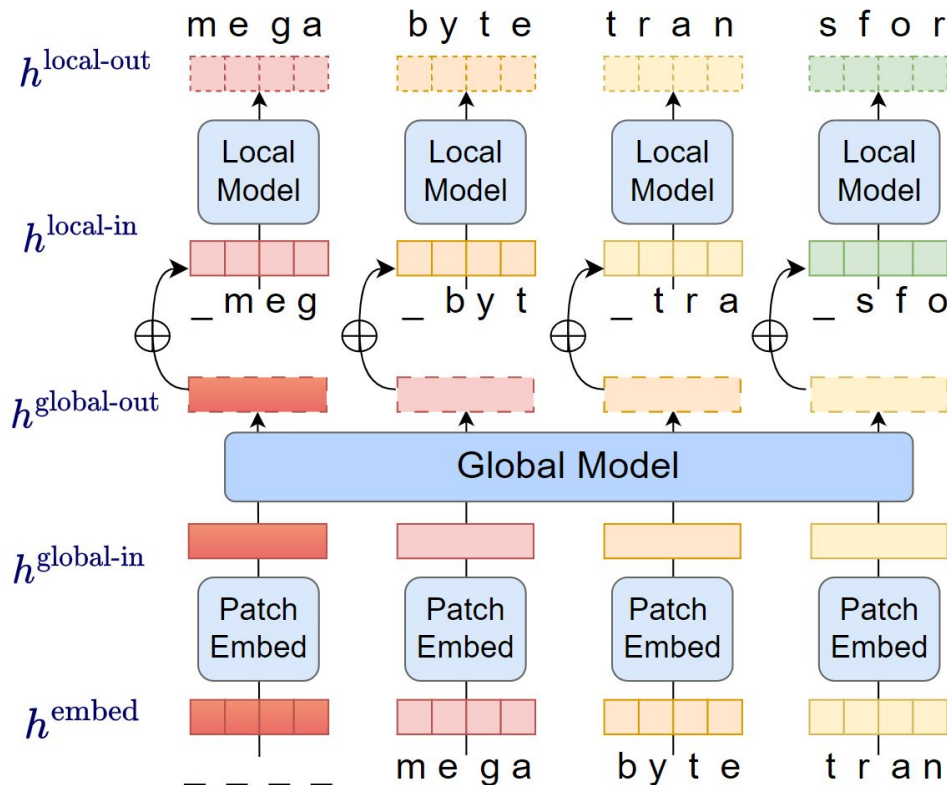 m e g a b y t e t r a n s f o r
h^local-out
Local Model Local Model Local Model Local Model
h^local-in
_ m e g _ b y t _ t r a _ s f o
h^global-out
Global Model
h^global-in
Patch Embed Patch Embed Patch Embed Patch Embed
h^embed
_ _ _ _ m e g a b y t e t r a n